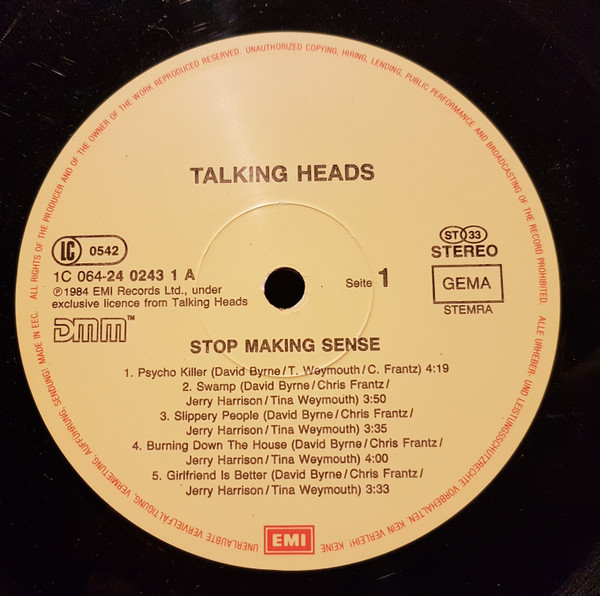 ALL RIGHTS OF THE PRODUCER AND OF THE OWNER OF THE WORK REPRODUCED RESERVED. UNAUTHORIZED COPYING, HIRING, LENDING, PUBLIC PERFORMANCE AND BROADCASTING OF THE RECORD PROHIBITED.
ALLE URHEBER- UND LEISTUNGSSCHUTZRECHTE VORBEHALTEN. KEIN VERLEIH! KEINE UNERLAUBTE VERVIELFÄLTIGUNG, VERMIETUNG, AUFFÜHRUNG, SENDUNG! MADE IN EEC.
TALKING HEADS
LC 0542
1C 064-24 0243 1 A
℗1984 EMI Records Ltd., under
exclusive licence from Talking Heads
DMM™
Seite 1
ST 33
STEREO
GEMA
STEMRA
STOP MAKING SENSE
1. Psycho Killer (David Byrne/T. Weymouth/C. Frantz) 4:19
2. Swamp (David Byrne/Chris Frantz/
Jerry Harrison/Tina Weymouth) 3:50
3. Slippery People (David Byrne/Chris Frantz/
Jerry Harrison/Tina Weymouth) 3:35
4. Burning Down The House (David Byrne/Chris Frantz/
Jerry Harrison/Tina Weymouth) 4:00
5. Girlfriend Is Better (David Byrne/Chris Frantz/
Jerry Harrison/Tina Weymouth) 3:33
EMI